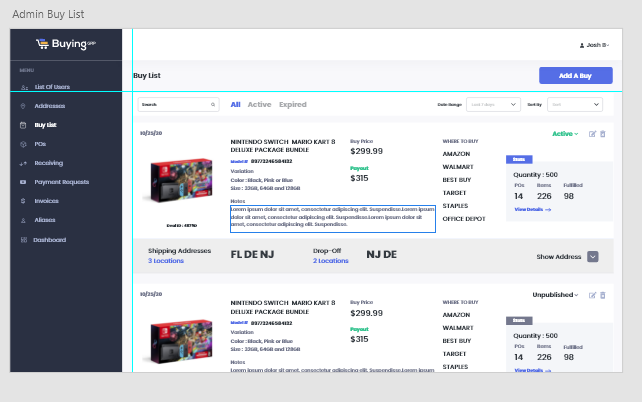 Admin Buy List
Buying GRP
Josh B
MENU
List Of Users
Addresses
Buy List
POs
Receiving
Payment Requests
Invoices
Aliases
Dashboard
Buy List
Add A Buy
Search
All Active Expired
Date Range
Last 7 days
Sort By
10/25/20
NINTENDO SWITCH MARIO KART 8
DELUXE PACKAGE BUNDLE
Model#: 89773246584132
Variation
Color : Black, Pink or Blue
Size : 32GB, 64GB and 128GB
Notes
Lorem ipsum dolor sit amet, consectetur adipiscing elit. Suspendisse.Lorem ipsum
dolor sit amet, consectetur adipiscing elit. Suspendisse.Lorem ipsum dolor sit
amet, consectetur adipiscing elit. Suspendisse.
Deal ID : 45780
Buy Price
$299.99
Payout
$315
WHERE TO BUY
AMAZON
WALMART
BEST BUY
TARGET
STAPLES
OFFICE DEPOT
Active
Items
Quantity : 500
POs Items Fulfilled
14 226 98
View Details
Shipping Addresses
3 Locations
FL DE NJ
Drop-Off
2 Locations
NJ DE
Show Address
10/25/20
NINTENDO SWITCH MARIO KART 8
DELUXE PACKAGE BUNDLE
Model#: 89773246584132
Variation
Color : Black, Pink or Blue
Size : 32GB, 64GB and 128GB
Notes
Lorem ipsum dolor sit amet, consectetur adipiscing elit. Suspendisse.Lorem ipsum
Buy Price
$299.99
Payout
$315
WHERE TO BUY
AMAZON
WALMART
BEST BUY
TARGET
STAPLES
Unpublished
Items
Quantity : 500
POs Items Fulfilled
14 226 98
View Details